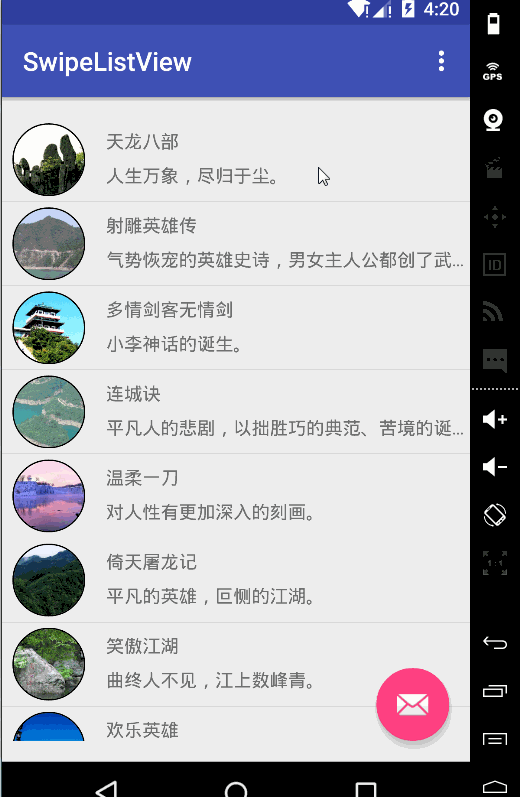 4:20
SwipeListView
天龙八部
人生万象，尽归于尘。
射雕英雄传
气势恢宠的英雄史诗，男女主人公都创了武...
多情剑客无情剑
小李神话的诞生。
连城诀
平凡人的悲剧，以拙胜巧的典范、苦境的诞...
温柔一刀
对人性有更加深入的刻画。
倚天屠龙记
平凡的英雄，叵恻的江湖。
笑傲江湖
曲终人不见，江上数峰青。
欢乐英雄
GPS
ID
1:1